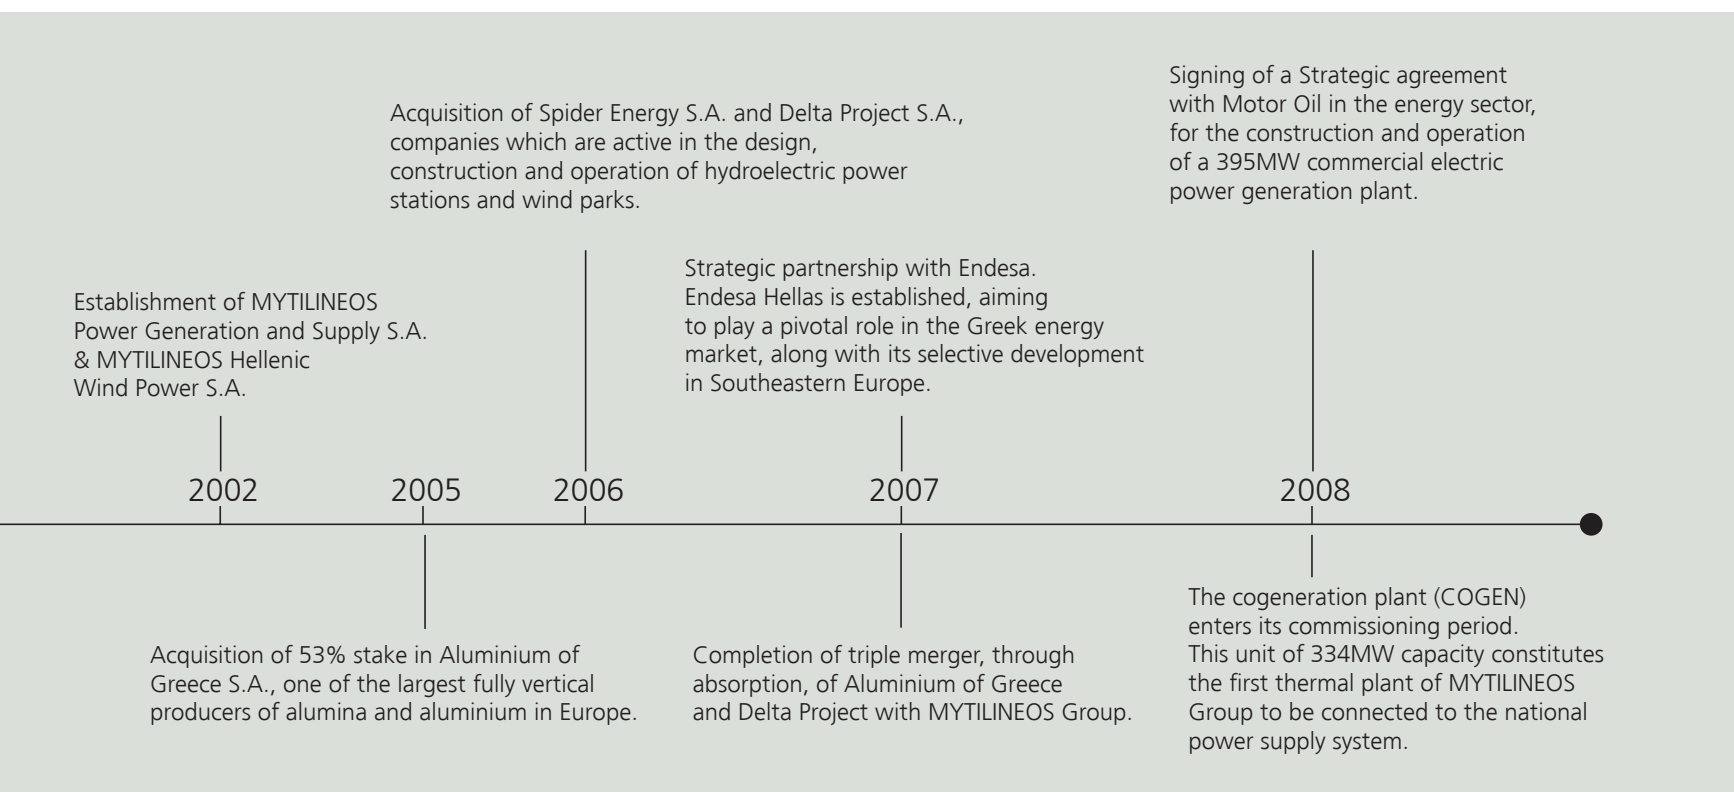 Signing of a Strategic agreement
with Motor Oil in the energy sector,
for the construction and operation
of a 395MW commercial electric
power generation plant.
Acquisition of Spider Energy S.A. and Delta Project S.A.,
companies which are active in the design,
construction and operation of hydroelectric power
stations and wind parks.
Strategic partnership with Endesa.
Endesa Hellas is established, aiming
to play a pivotal role in the Greek energy
market, along with its selective development
in Southeastern Europe.
Establishment of MYTILINEOS
Power Generation and Supply S.A.
& MYTILINEOS Hellenic
Wind Power S.A.
2002 2005 2006 2007 2008
Acquisition of 53% stake in Aluminium of
Greece S.A., one of the largest fully vertical
producers of alumina and aluminium in Europe.
Completion of triple merger, through
absorption, of Aluminium of Greece
and Delta Project with MYTILINEOS Group.
The cogeneration plant (COGEN)
enters its commissioning period.
This unit of 334MW capacity constitutes
the first thermal plant of MYTILINEOS
Group to be connected to the national
power supply system.